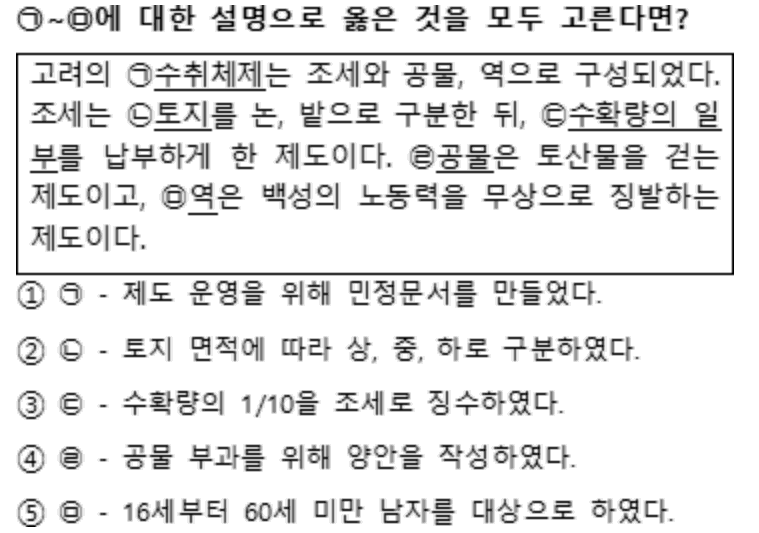 ㉠~㉤에 대한 설명으로 옳은 것을 모두 고른다면?
고려의 ㉠수취체제는 조세와 공물, 역으로 구성되었다.
조세는 ㉡토지를 논, 밭으로 구분한 뒤, ㉢수확량의 일
부를 납부하게 한 제도이다. ㉣공물은 토산물을 걷는
제도이고, ㉤역은 백성의 노동력을 무상으로 징발하는
제도이다.
① ㉠ - 제도 운영을 위해 민정문서를 만들었다.
② ㉡ - 토지 면적에 따라 상, 중, 하로 구분하였다.
③ ㉢ - 수확량의 1/10을 조세로 징수하였다.
④ ㉣ - 공물 부과를 위해 양안을 작성하였다.
⑤ ㉤ - 16세부터 60세 미만 남자를 대상으로 하였다.